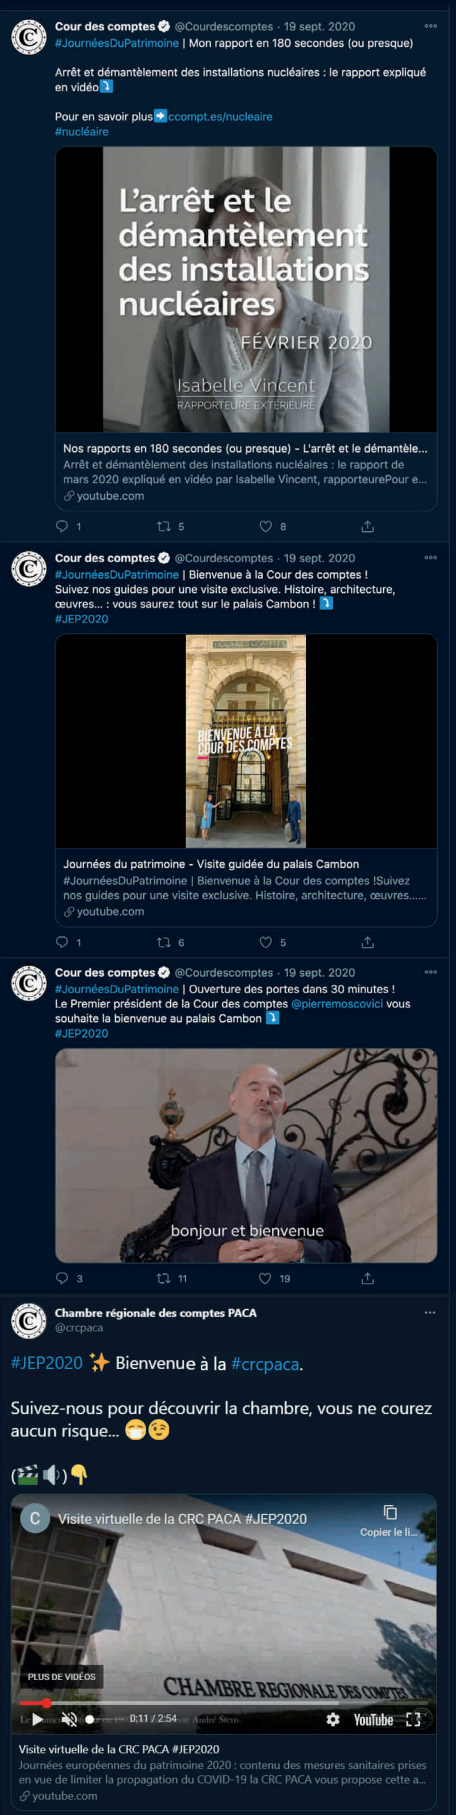 Cour des comptes @Courdescomptes · 19 sept. 2020
#JournéesDuPatrimoine | Mon rapport en 180 secondes (ou presque)
Arrêt et démantèlement des installations nucléaires : le rapport expliqué
en vidéo⤵️
Pour en savoir plus➡️ccompt.es/nucleaire
#nucléaire
L'arrêt et le
démantèlement
des installations
nucléaires
FÉVRIER 2020
Isabelle Vincent
RAPPORTEURE EXTÉRIEURE
Nos rapports en 180 secondes (ou presque) - L'arrêt et le démantèle...
Arrêt et démantèlement des installations nucléaires : le rapport de
mars 2020 expliqué en vidéo par Isabelle Vincent, rapporteurePour e...
youtube.com
1 5 8
Cour des comptes @Courdescomptes · 19 sept. 2020
#JournéesDuPatrimoine | Bienvenue à la Cour des comptes !
Suivez nos guides pour une visite exclusive. Histoire, architecture,
œuvres... : vous saurez tout sur le palais Cambon ! ⤵️
#JEP2020
BIENVENUE À LA
COUR DES COMPTES
Journées du patrimoine - Visite guidée du palais Cambon
#JournéesDuPatrimoine | Bienvenue à la Cour des comptes !Suivez
nos guides pour une visite exclusive. Histoire, architecture, œuvres......
youtube.com
1 6 5
Cour des comptes @Courdescomptes · 19 sept. 2020
#JournéesDuPatrimoine | Ouverture des portes dans 30 minutes !
Le Premier président de la Cour des comptes @pierremoscovici vous
souhaite la bienvenue au palais Cambon ⤵️
#JEP2020
bonjour et bienvenue
3 11 19
Chambre régionale des comptes PACA
@crcpaca
#JEP2020 ✨ Bienvenue à la #crcpaca.
Suivez-nous pour découvrir la chambre, vous ne courez
aucun risque... 😷😉
(🎬🔊)👇
C Visite virtuelle de la CRC PACA #JEP2020
Copier le li...
PLUS DE VIDÉOS
CHAMBRE REGIONALE DES COMPTES
André Stern.
0:11 / 2:54 YouTube
Visite virtuelle de la CRC PACA #JEP2020
Journées européennes du patrimoine 2020 : contenu des mesures sanitaires prises
en vue de limiter la propagation du COVID-19 la CRC PACA vous propose cette a...
youtube.com